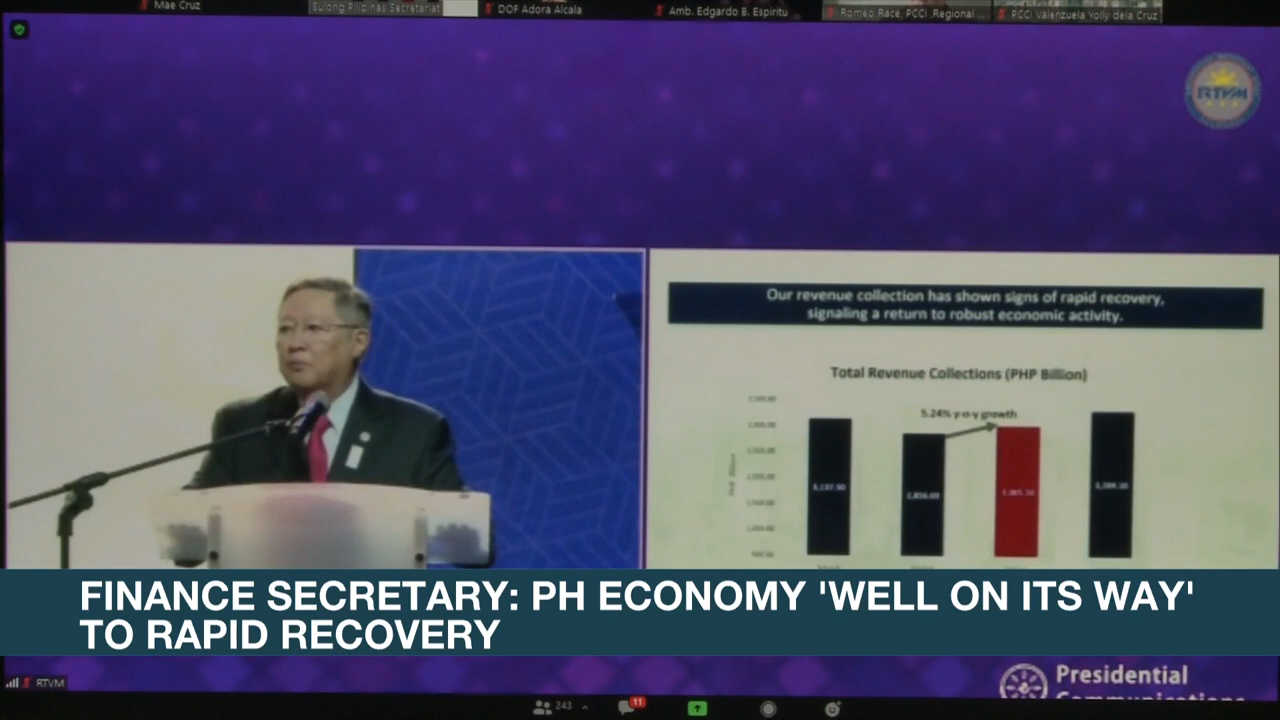 Mae Cruz
Sulong Pilipinas Secretariat
DOF Adora Alcala
Amb. Edgardo B. Espiritu
Romeo Race, PCCI ,Regional ...
PCCI Valenzuela Yolly dela Cruz
RTVM
Our revenue collection has shown signs of rapid recovery,
signaling a return to robust economic activity.
Total Revenue Collections (PHP Billion)
5.24% y-o-y growth
FINANCE SECRETARY: PH ECONOMY 'WELL ON ITS WAY'
TO RAPID RECOVERY
RTVM
Presidential
Communications
243
11